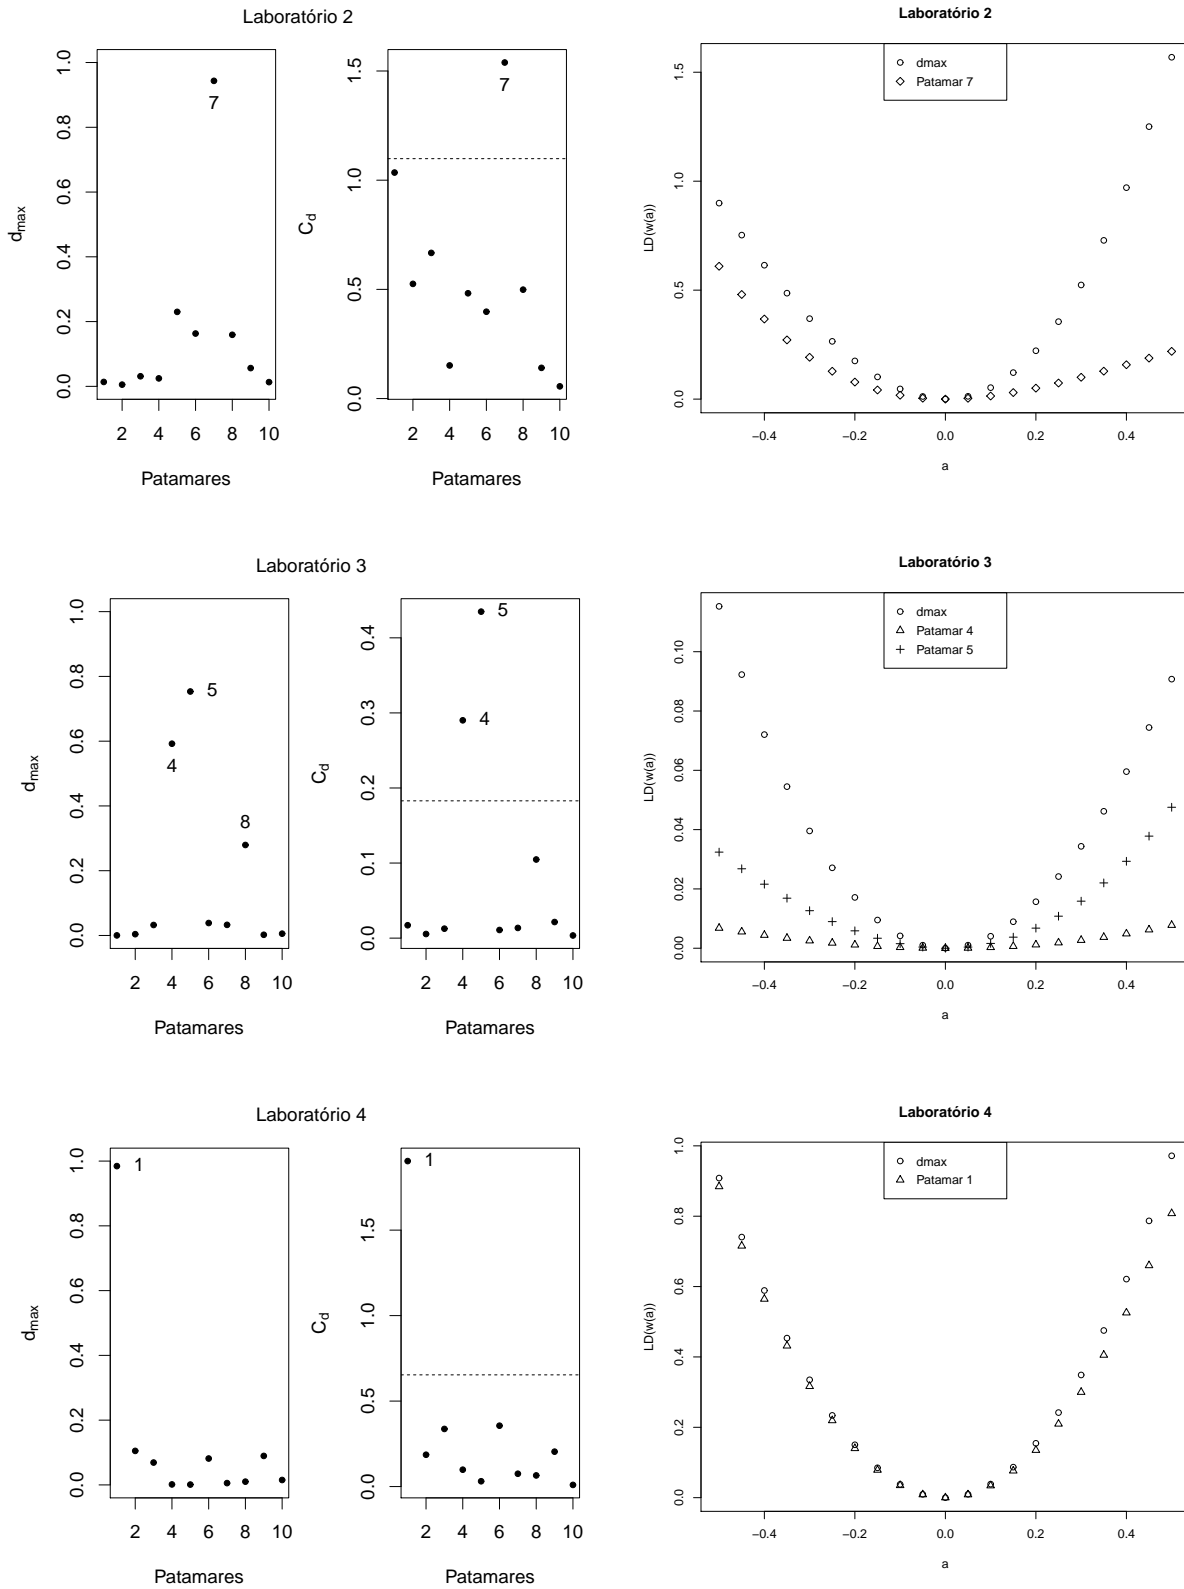 Laboratório 2
d_max
0.0 0.2 0.4 0.6 0.8 1.0
7
2 4 6 8 10
Patamares
C_d
0.0 0.5 1.0 1.5
7
2 4 6 8 10
Patamares
Laboratório 2
dmax
Patamar 7
LD(w(a))
0.0 0.5 1.0 1.5
−0.4 −0.2 0.0 0.2 0.4
a
Laboratório 3
d_max
0.0 0.2 0.4 0.6 0.8 1.0
5
4
8
2 4 6 8 10
Patamares
C_d
0.0 0.1 0.2 0.3 0.4
5
4
2 4 6 8 10
Patamares
Laboratório 3
dmax
Patamar 4
Patamar 5
LD(w(a))
0.00 0.02 0.04 0.06 0.08 0.10
−0.4 −0.2 0.0 0.2 0.4
a
Laboratório 4
d_max
0.0 0.2 0.4 0.6 0.8 1.0
1
2 4 6 8 10
Patamares
C_d
0.0 0.5 1.0 1.5
1
2 4 6 8 10
Patamares
Laboratório 4
dmax
Patamar 1
LD(w(a))
0.0 0.2 0.4 0.6 0.8 1.0
−0.4 −0.2 0.0 0.2 0.4
a